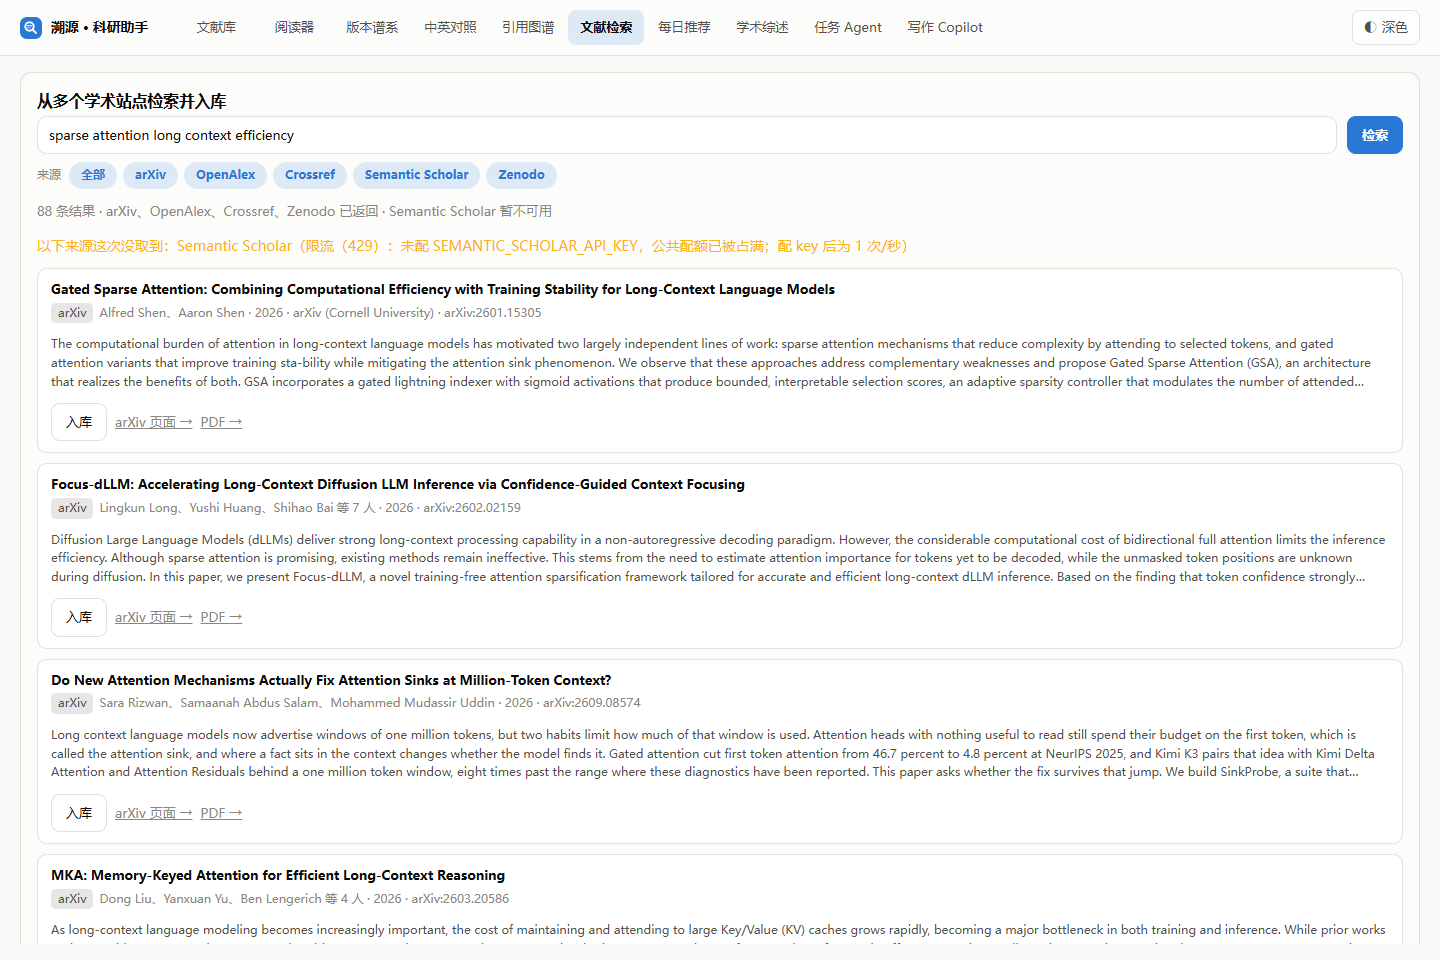 溯源 • 科研助手 文献库 阅读器 版本谱系 中英对照 引用图谱 文献检索 每日推荐 学术综述 任务 Agent 写作 Copilot 深色
从多个学术站点检索并入库
sparse attention long context efficiency 检索
来源 全部 arXiv OpenAlex Crossref Semantic Scholar Zenodo
88 条结果 · arXiv、OpenAlex、Crossref、Zenodo 已返回 · Semantic Scholar 暂不可用
以下来源这次没取到：Semantic Scholar（限流（429）：未配 SEMANTIC_SCHOLAR_API_KEY，公共配额已被占满；配 key 后为 1 次/秒）
Gated Sparse Attention: Combining Computational Efficiency with Training Stability for Long-Context Language Models
arXiv Alfred Shen、Aaron Shen · 2026 · arXiv (Cornell University) · arXiv:2601.15305
The computational burden of attention in long-context language models has motivated two largely independent lines of work: sparse attention mechanisms that reduce complexity by attending to selected tokens, and gated
attention variants that improve training sta-bility while mitigating the attention sink phenomenon. We observe that these approaches address complementary weaknesses and propose Gated Sparse Attention (GSA), an architecture
that realizes the benefits of both. GSA incorporates a gated lightning indexer with sigmoid activations that produce bounded, interpretable selection scores, an adaptive sparsity controller that modulates the number of attended…
入库 arXiv 页面 → PDF →
Focus-dLLM: Accelerating Long-Context Diffusion LLM Inference via Confidence-Guided Context Focusing
arXiv Lingkun Long、Yushi Huang、Shihao Bai 等 7 人 · 2026 · arXiv:2602.02159
Diffusion Large Language Models (dLLMs) deliver strong long-context processing capability in a non-autoregressive decoding paradigm. However, the considerable computational cost of bidirectional full attention limits the inference
efficiency. Although sparse attention is promising, existing methods remain ineffective. This stems from the need to estimate attention importance for tokens yet to be decoded, while the unmasked token positions are unknown
during diffusion. In this paper, we present Focus-dLLM, a novel training-free attention sparsification framework tailored for accurate and efficient long-context dLLM inference. Based on the finding that token confidence strongly…
入库 arXiv 页面 → PDF →
Do New Attention Mechanisms Actually Fix Attention Sinks at Million-Token Context?
arXiv Sara Rizwan、Samaanah Abdus Salam、Mohammed Mudassir Uddin · 2026 · arXiv:2609.08574
Long context language models now advertise windows of one million tokens, but two habits limit how much of that window is used. Attention heads with nothing useful to read still spend their budget on the first token, which is
called the attention sink, and where a fact sits in the context changes whether the model finds it. Gated attention cut first token attention from 46.7 percent to 4.8 percent at NeurIPS 2025, and Kimi K3 pairs that idea with Kimi Delta
Attention and Attention Residuals behind a one million token window, eight times past the range where these diagnostics have been reported. This paper asks whether the fix survives that jump. We build SinkProbe, a suite that…
入库 arXiv 页面 → PDF →
MKA: Memory-Keyed Attention for Efficient Long-Context Reasoning
arXiv Dong Liu、Yanxuan Yu、Ben Lengerich 等 4 人 · 2026 · arXiv:2603.20586
As long-context language modeling becomes increasingly important, the cost of maintaining and attending to large Key/Value (KV) caches grows rapidly, becoming a major bottleneck in both training and inference. While prior works